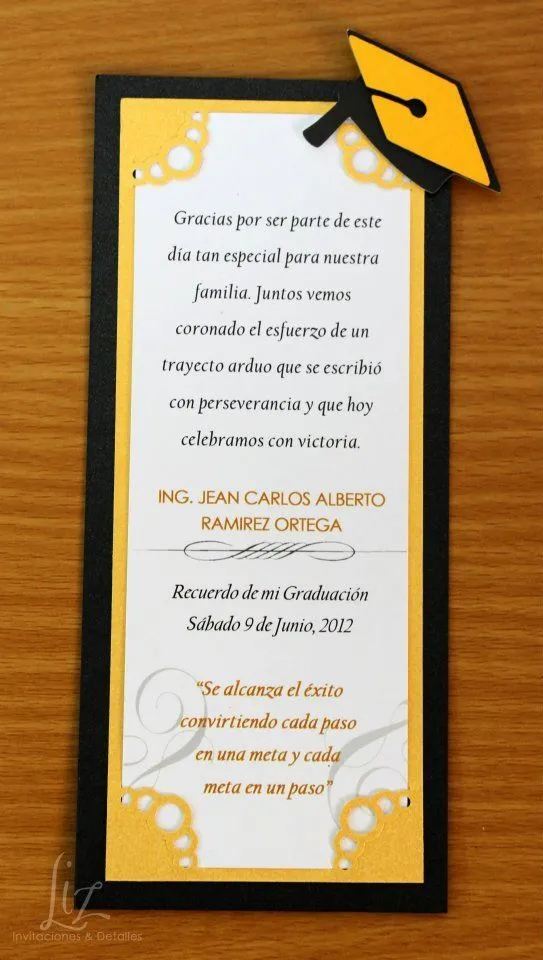 Gracias por ser parte de este
día tan especial para nuestra
familia. Juntos vemos
coronado el esfuerzo de un
trayecto arduo que se escribió
con perseverancia y que hoy
celebramos con victoria.
ING. JEAN CARLOS ALBERTO
RAMIREZ ORTEGA
Recuerdo de mi Graduación
Sábado 9 de Junio, 2012
"Se alcanza el éxito
convirtiendo cada paso
en una meta y cada
meta en un paso"
Liz
Invitaciones & Detalles